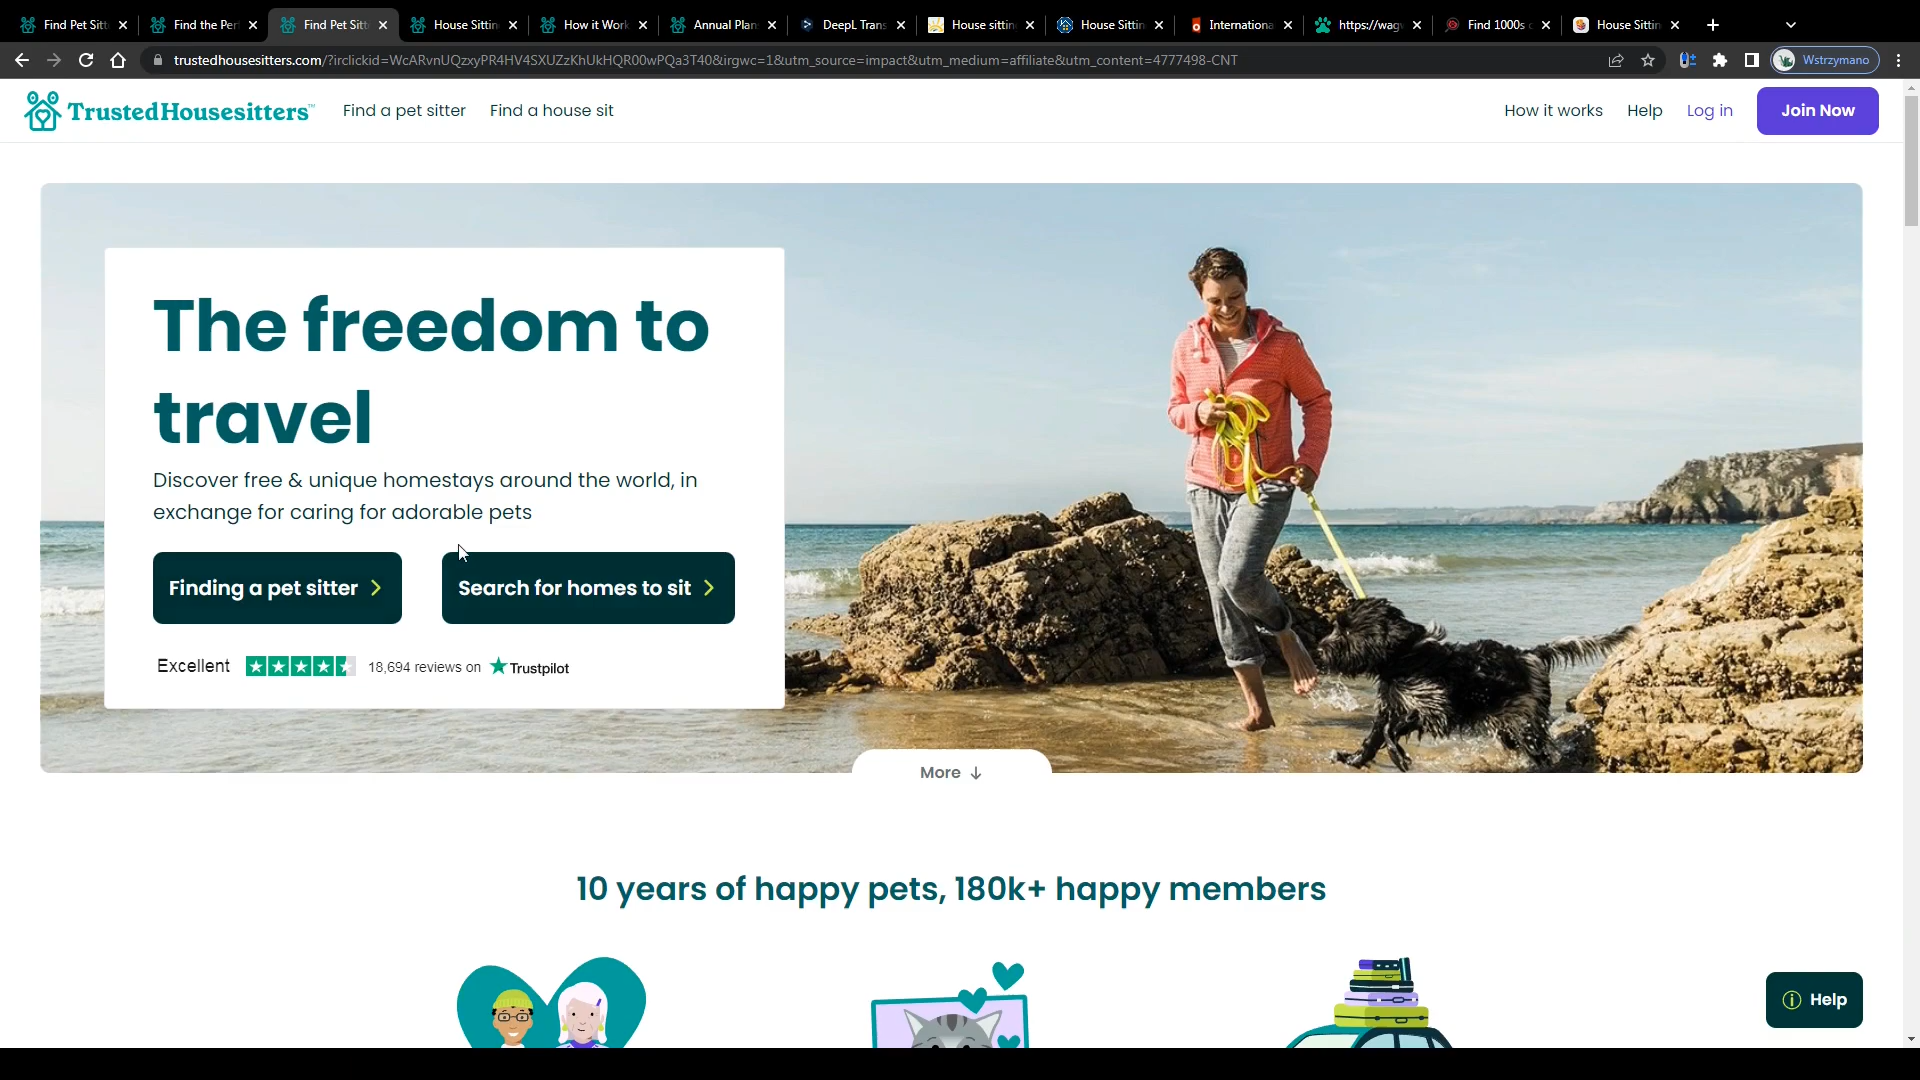 Find Pet Sitt
Find the Per
Find Pet Sitt
House Sittin
How it Work
Annual Plan
DeepL Trans
House sittin
House Sittin
Internationa
https://wagv
Find 1000s o
House Sittin
trustedhousesitters.com/?irclickid=WcARvnUQzxyPR4HV4SXUZzKhUkHQR00wPQa3T40&irgwc=1&utm_source=impact&utm_medium=affiliate&utm_content=4777498-CNT
Wstrzymano
TrustedHousesitters™
Find a pet sitter
Find a house sit
How it works
Help
Log in
Join Now
The freedom to
travel
Discover free & unique homestays around the world, in
exchange for caring for adorable pets
Finding a pet sitter
Search for homes to sit
Excellent
18,694 reviews on
Trustpilot
More ↓
10 years of happy pets, 180k+ happy members
Help